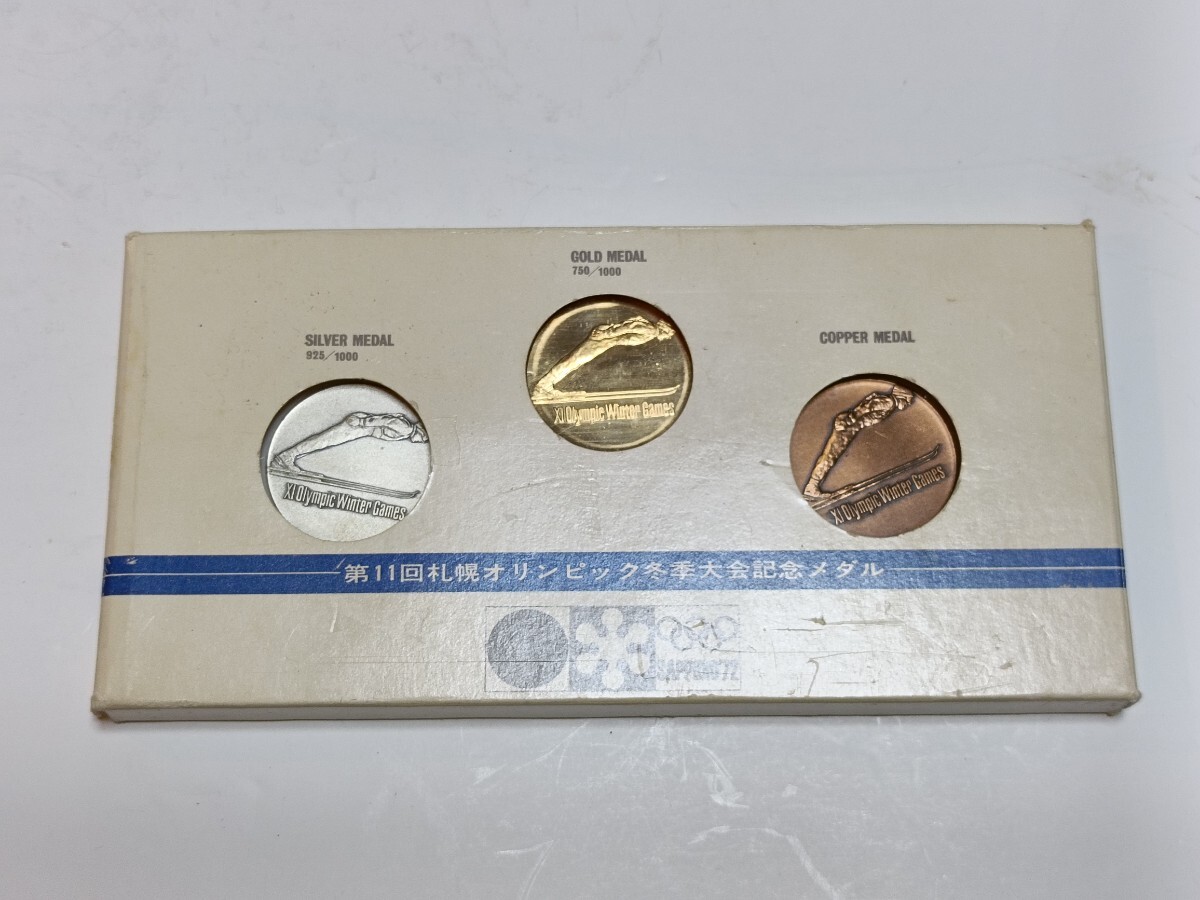 GOLD MEDAL
750/1000
SILVER MEDAL
925/1000
COPPER MEDAL
XI Olympic Winter Games
XI Olympic Winter Games
XI Olympic Winter Games
第11回札幌オリンピック冬季大会記念メダル
SAPPORO'72